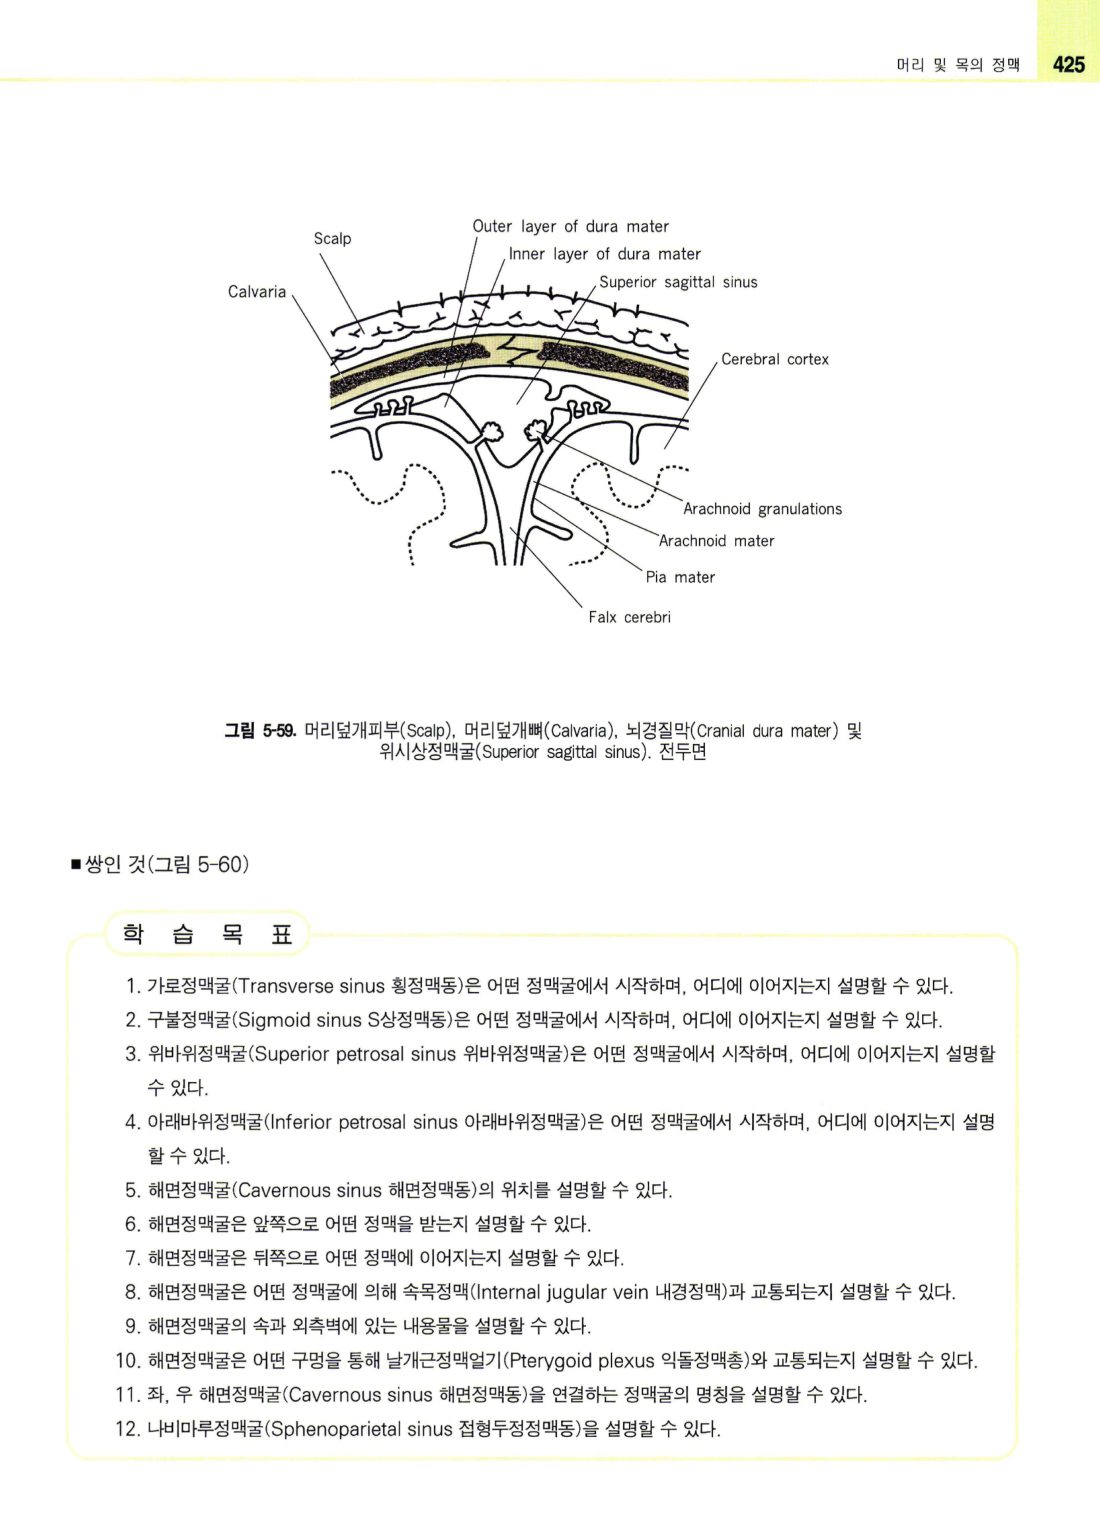 머리 및 목의 정맥 425
Scalp
Outer layer of dura mater
Inner layer of dura mater
Calvaria
Superior sagittal sinus
Cerebral cortex
Arachnoid granulations
Arachnoid mater
Pia mater
Falx cerebri
그림 5-59. 머리덮개피부(Scalp), 머리덮개뼈(Calvaria), 뇌경질막(Cranial dura mater) 및
위시상정맥굴(Superior sagittal sinus). 전두면
■ 쌍인 것(그림 5-60)
학 습 목 표
1. 가로정맥굴(Transverse sinus 횡정맥동)은 어떤 정맥굴에서 시작하며, 어디에 이어지는지 설명할 수 있다.
2. 구불정맥굴(Sigmoid sinus S상정맥동)은 어떤 정맥굴에서 시작하며, 어디에 이어지는지 설명할 수 있다.
3. 위바위정맥굴(Superior petrosal sinus 위바위정맥굴)은 어떤 정맥굴에서 시작하며, 어디에 이어지는지 설명할
수 있다.
4. 아래바위정맥굴(Inferior petrosal sinus 아래바위정맥굴)은 어떤 정맥굴에서 시작하며, 어디에 이어지는지 설명
할 수 있다.
5. 해면정맥굴(Cavernous sinus 해면정맥동)의 위치를 설명할 수 있다.
6. 해면정맥굴은 앞쪽으로 어떤 정맥을 받는지 설명할 수 있다.
7. 해면정맥굴은 뒤쪽으로 어떤 정맥에 이어지는지 설명할 수 있다.
8. 해면정맥굴은 어떤 정맥굴에 의해 속목정맥(Internal jugular vein 내경정맥)과 교통되는지 설명할 수 있다.
9. 해면정맥굴의 속과 외측벽에 있는 내용물을 설명할 수 있다.
10. 해면정맥굴은 어떤 구멍을 통해 날개근정맥얼기(Pterygoid plexus 익돌정맥총)와 교통되는지 설명할 수 있다.
11. 좌, 우 해면정맥굴(Cavernous sinus 해면정맥동)을 연결하는 정맥굴의 명칭을 설명할 수 있다.
12. 나비마루정맥굴(Sphenoparietal sinus 접형두정정맥동)을 설명할 수 있다.